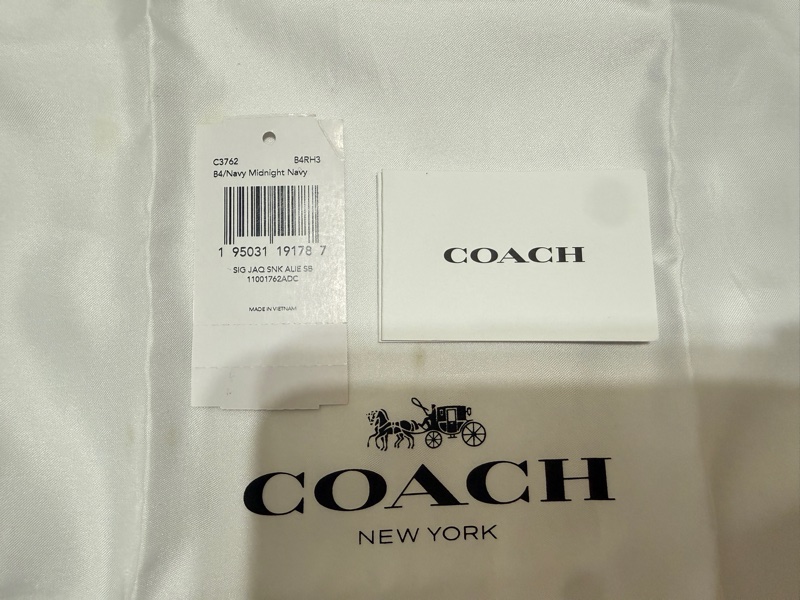 C3762 B4RH3
B4/Navy Midnight Navy
1 95031 19178 7
SIG JAQ SNK ALIE SB
11001762ADC
MADE IN VIETNAM
COACH
COACH
NEW YORK